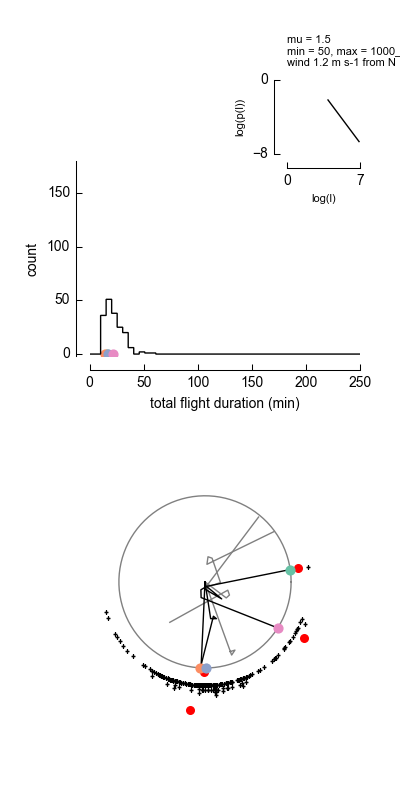 mu = 1.5
min = 50, max = 1000_
wind 1.2 m s-1 from N
0
log(p(l))
−8
0 7
log(l)
150
count
100
50
0
0 50 100 150 200 250
total flight duration (min)